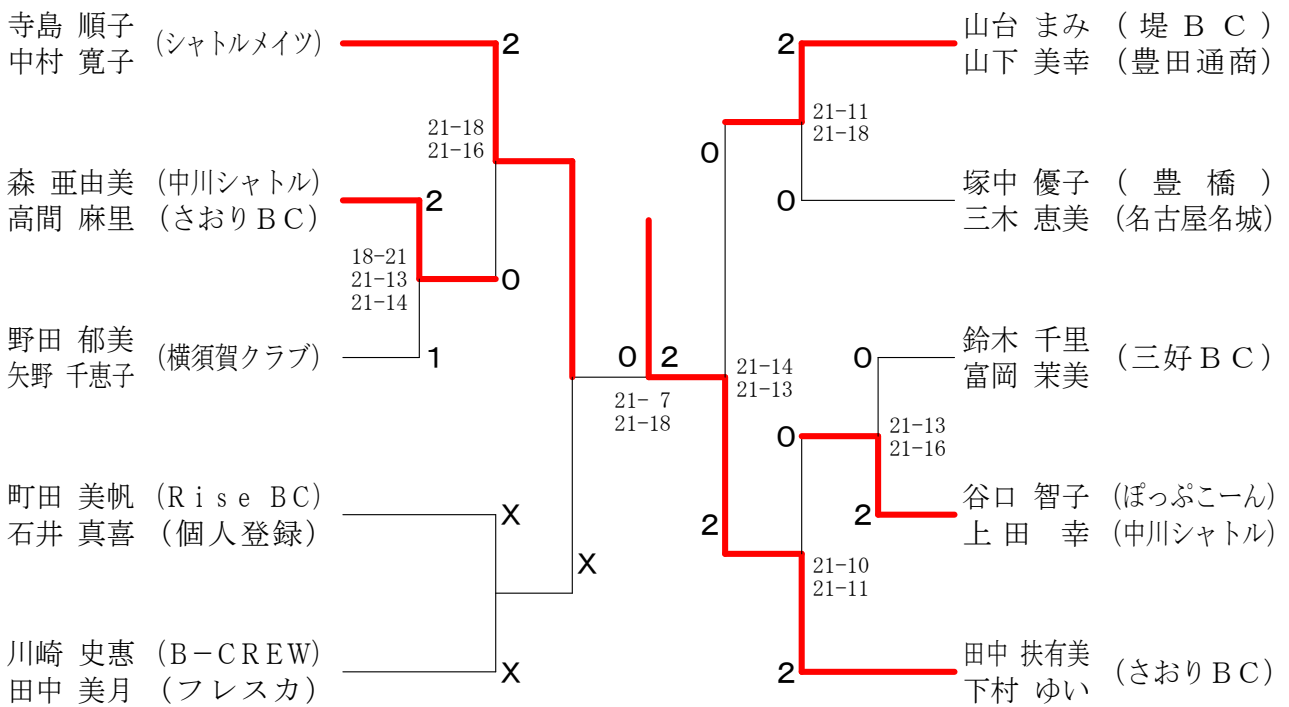 寺島 順子
中村 寛子
(シャトルメイツ)
2
21-18
21-16
森 亜由美 (中川シャトル)
高間 麻里 (さおりBC)
2
18-21
21-13
21-14
0
野田 郁美
矢野 千恵子
(横須賀クラブ)
1
町田 美帆 (Rise BC)
石井 真喜 (個人登録)
X
X
川崎 史惠 (B-CREW)
田中 美月 (フレスカ)
X
0 2
21- 7
21-18
山台 まみ (堤BC)
山下 美幸 (豊田通商)
2
21-11
21-18
0
塚中 優子 (豊橋)
三木 恵美 (名古屋名城)
0
21-14
21-13
鈴木 千里
富岡 茉美
(三好BC)
0
21-13
21-16
0
谷口 智子 (ぽっぷこーん)
上田 幸 (中川シャトル)
2
2
21-10
21-11
田中 扶有美
下村 ゆい
(さおりBC)
2